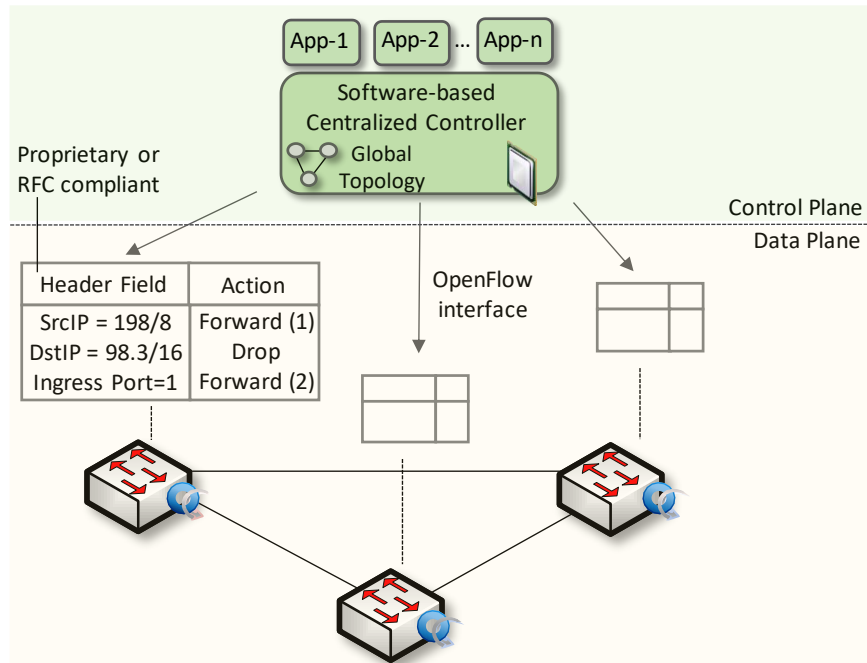 App-1 App-2 ... App-n
Software-based
Centralized Controller
Global
Topology
Proprietary or
RFC compliant
Control Plane
Data Plane
Header Field Action
SrcIP = 198/8 Forward (1)
DstIP = 98.3/16 Drop
Ingress Port=1 Forward (2)
OpenFlow
interface